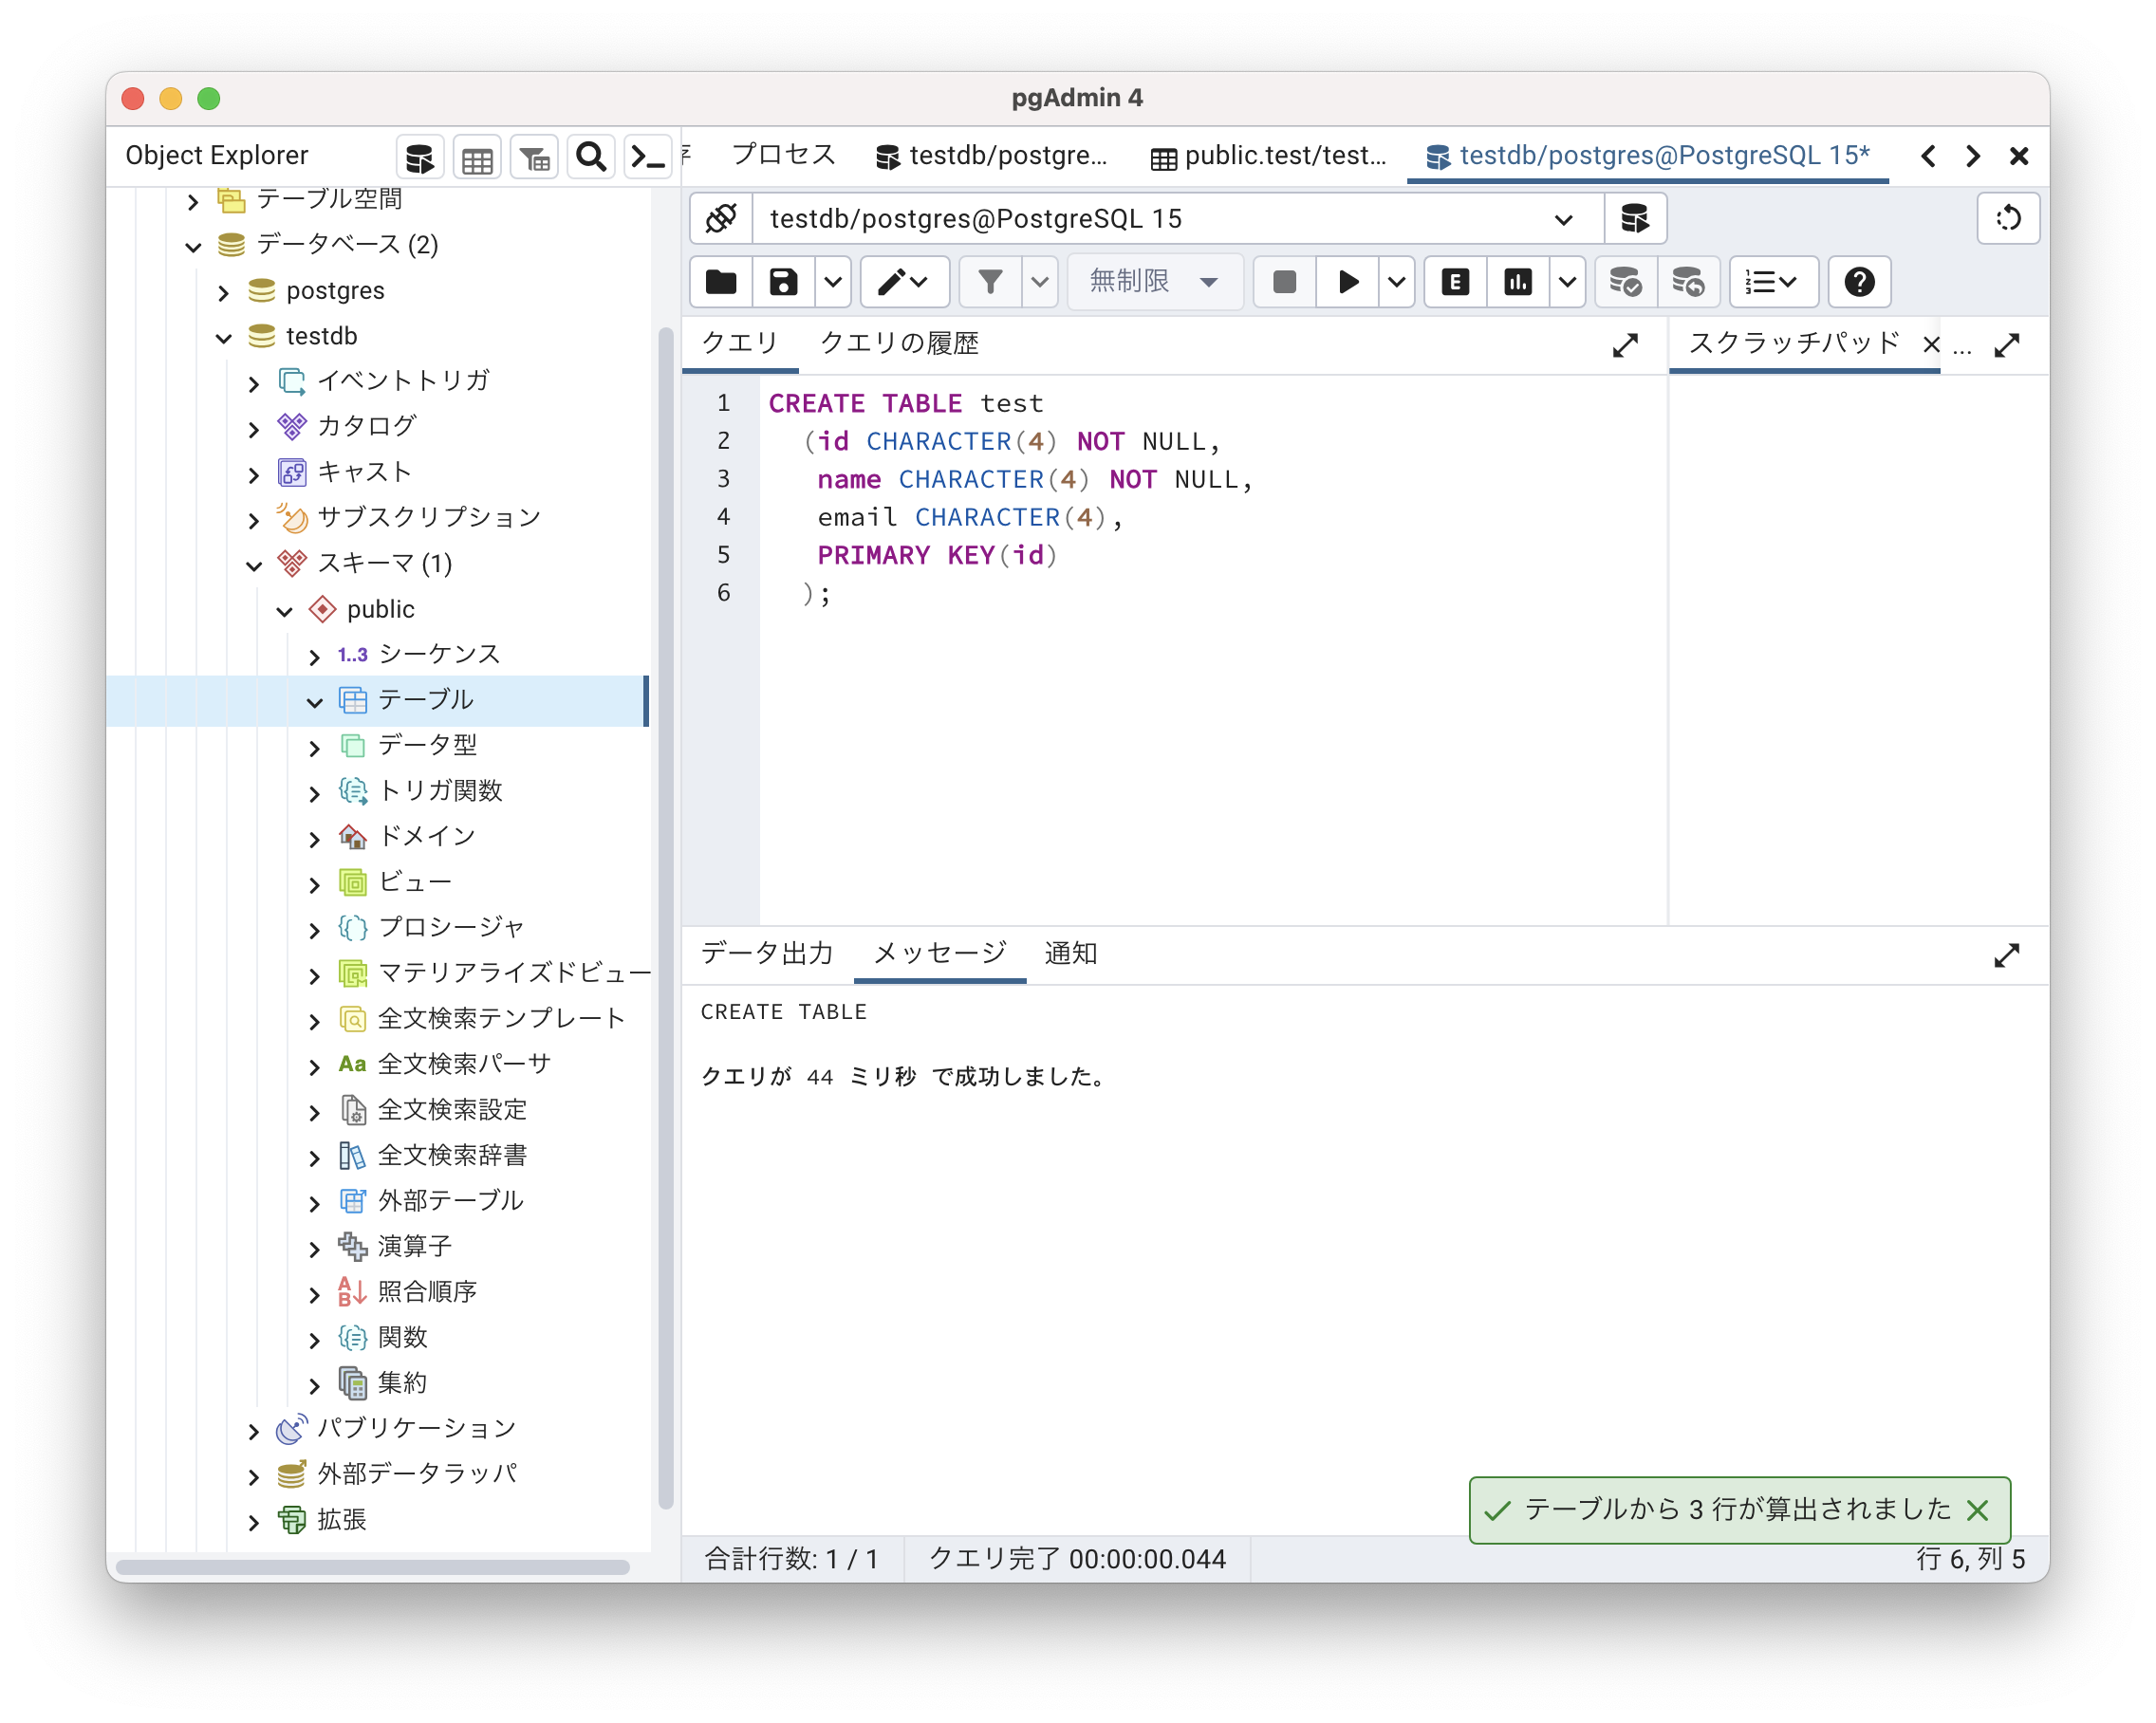 pgAdmin 4
Object Explorer
プロセス
testdb/postgre...
public.test/test...
testdb/postgres@PostgreSQL 15*
テーブル空間
データベース (2)
postgres
testdb
イベントトリガ
カタログ
キャスト
サブスクリプション
スキーマ (1)
public
1..3 シーケンス
テーブル
データ型
トリガ関数
ドメイン
ビュー
プロシージャ
マテリアライズドビュー
全文検索テンプレート
Aa 全文検索パーサ
全文検索設定
全文検索辞書
外部テーブル
演算子
照合順序
関数
集約
パブリケーション
外部データラッパ
拡張
testdb/postgres@PostgreSQL 15
無制限
E
クエリ
クエリの履歴
スクラッチパッド
...
1 CREATE TABLE test
2 (id CHARACTER(4) NOT NULL,
3 name CHARACTER(4) NOT NULL,
4 email CHARACTER(4),
5 PRIMARY KEY(id)
6 );
データ出力
メッセージ
通知
CREATE TABLE
クエリが 44 ミリ秒 で成功しました。
テーブルから 3 行が算出されました
合計行数: 1 / 1
クエリ完了 00:00:00.044
行 6, 列 5